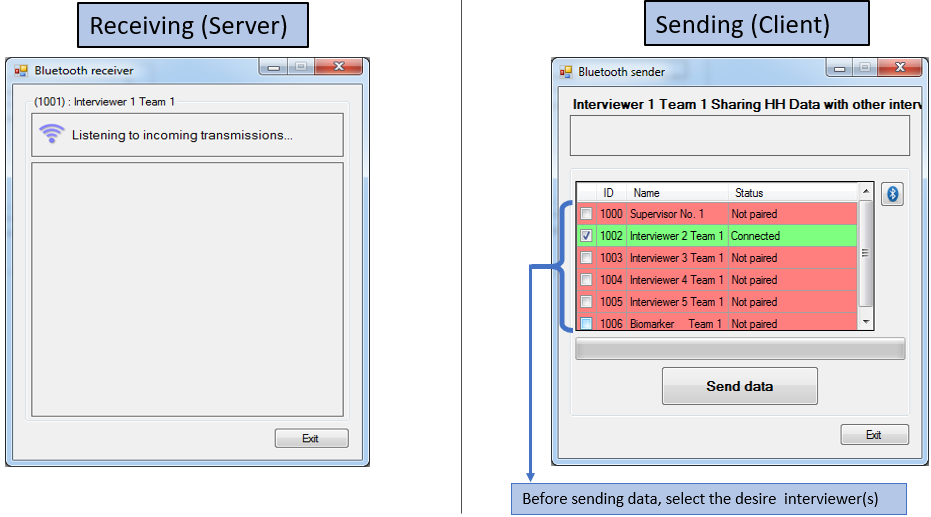 Receiving (Server)
Bluetooth receiver
(1001) : Interviewer 1 Team 1
Listening to incoming transmissions...
Exit
Sending (Client)
Bluetooth sender
Interviewer 1 Team 1 Sharing HH Data with other interv
ID Name Status
1000 Supervisor No. 1 Not paired
1002 Interviewer 2 Team 1 Connected
1003 Interviewer 3 Team 1 Not paired
1004 Interviewer 4 Team 1 Not paired
1005 Interviewer 5 Team 1 Not paired
1006 Biomarker Team 1 Not paired
Send data
Exit
Before sending data, select the desire interviewer(s)